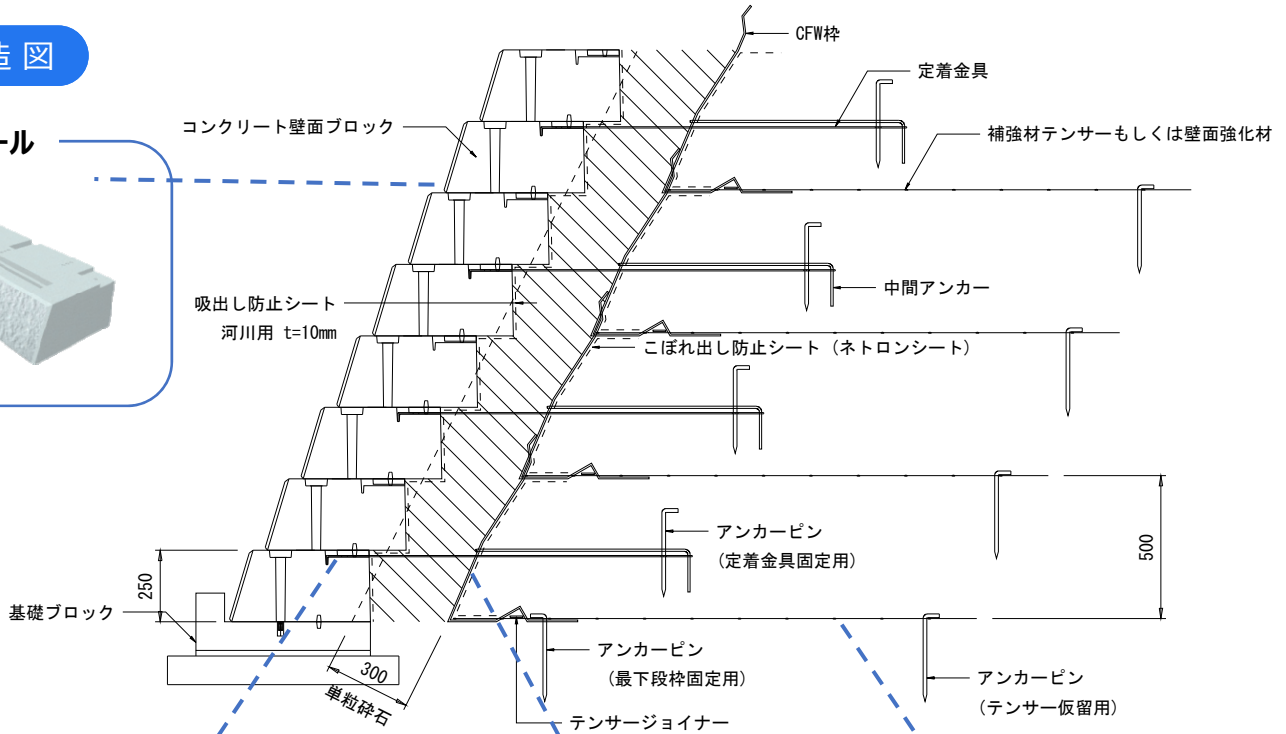 造図
ール
CFW枠
定着金具
コンクリート壁面ブロック
補強材テンサーもしくは壁面強化材
吸出し防止シート
河川用 t=10mm
中間アンカー
こぼれ出し防止シート（ネトロンシート）
アンカーピン
（定着金具固定用）
500
250
基礎ブロック
300
単粒砕石
アンカーピン
（最下段枠固定用）
アンカーピン
（テンサー仮留用）
テンサージョイナー